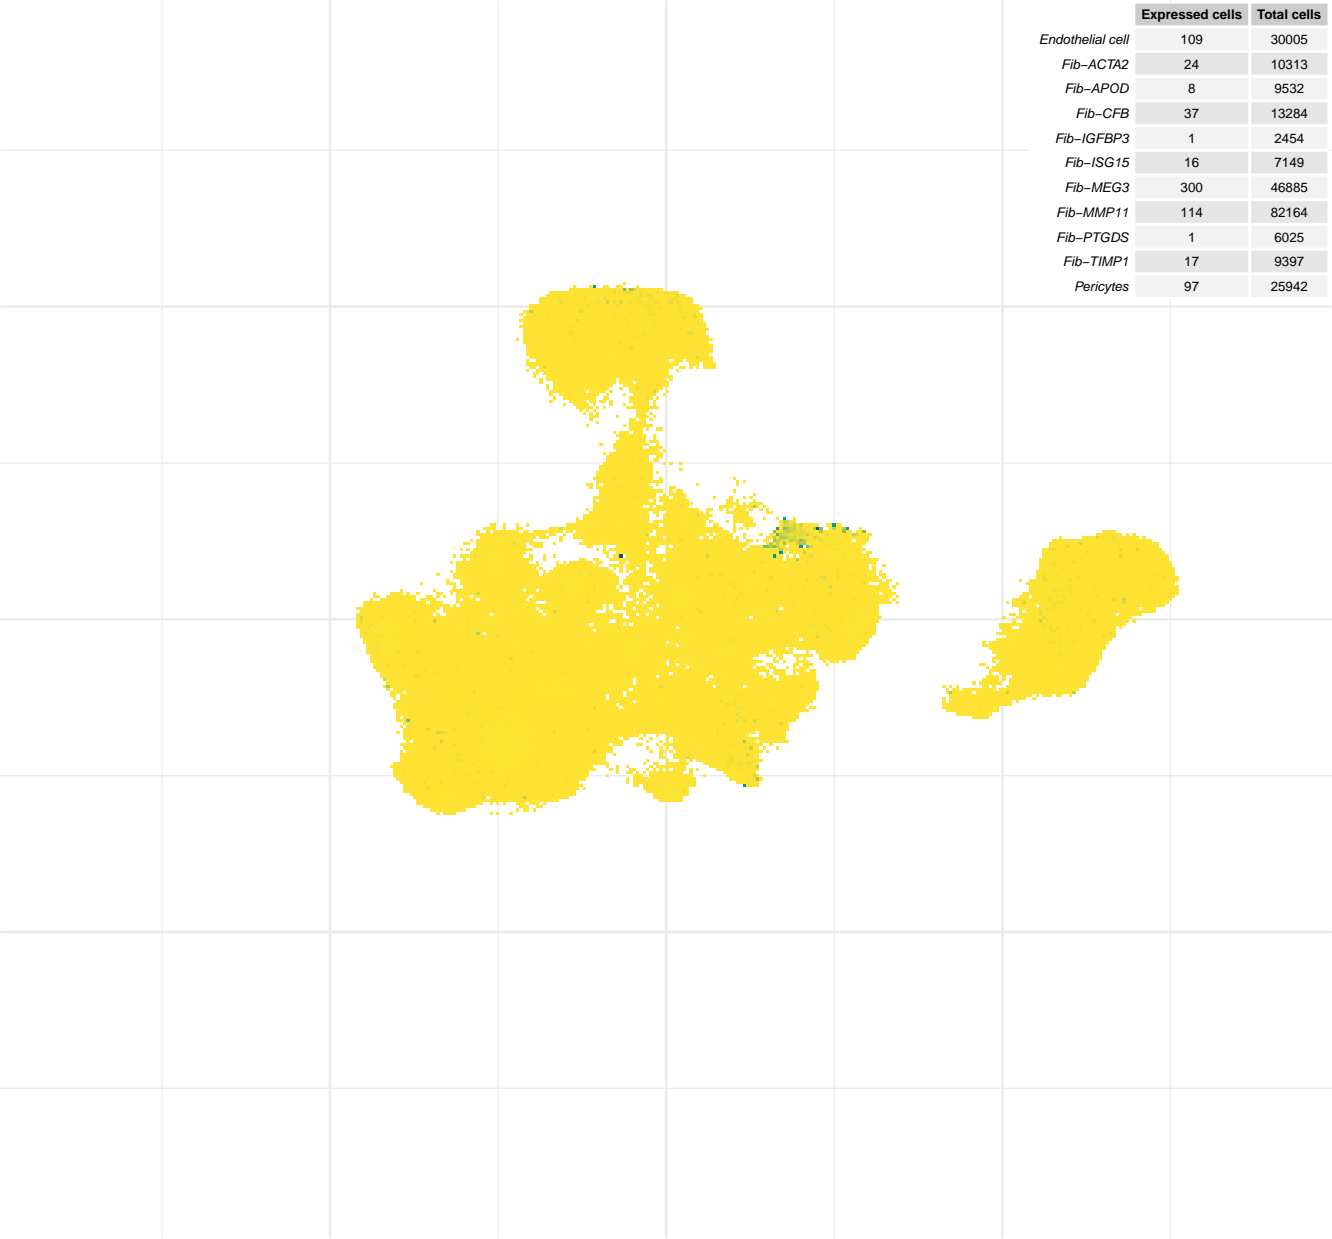 Expressed cells Total cells
Endothelial cell 109 30005
Fib−ACTA2 24 10313
Fib−APOD 8 9532
Fib−CFB 37 13284
Fib−IGFBP3 1 2454
Fib−ISG15 16 7149
Fib−MEG3 300 46885
Fib−MMP11 114 82164
Fib−PTGDS 1 6025
Fib−TIMP1 17 9397
Pericytes 97 25942